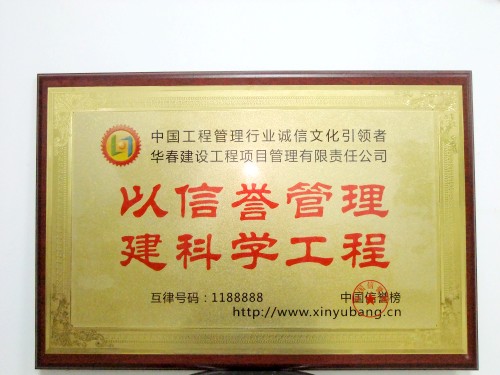 中国工程管理行业诚信文化引领者
华春建设工程项目管理有限责任公司
以信誉管理
建科学工程
互律号码：1188888
中国信誉榜
http://www.xinyubang.cn